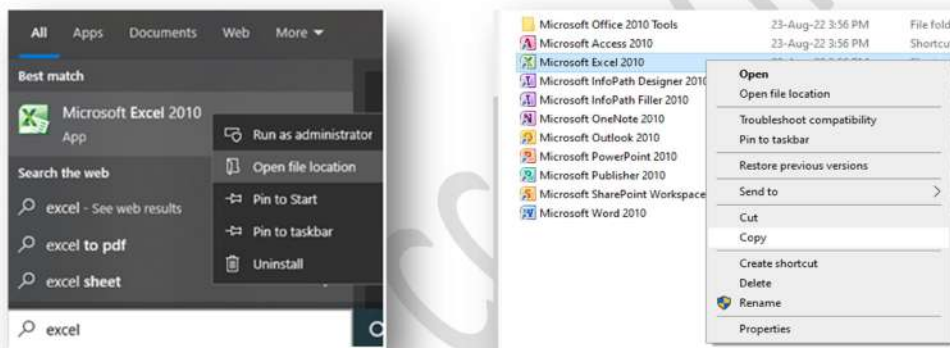 All Apps Documents Web More
Best match
Microsoft Excel 2010
App
Search the web
excel - See web results
excel to pdf
excel sheet
excel
Run as administrator
Open file location
Pin to Start
Pin to taskbar
Uninstall
Microsoft Office 2010 Tools 23-Aug-22 3:56 PM File fold
Microsoft Access 2010 23-Aug-22 3:56 PM Shortcu
Microsoft Excel 2010
Microsoft InfoPath Designer 2010
Microsoft InfoPath Filler 2010
Microsoft OneNote 2010
Microsoft Outlook 2010
Microsoft PowerPoint 2010
Microsoft Publisher 2010
Microsoft SharePoint Workspace
Microsoft Word 2010
Open
Open file location
Troubleshoot compatibility
Pin to taskbar
Restore previous versions
Send to
Cut
Copy
Create shortcut
Delete
Rename
Properties